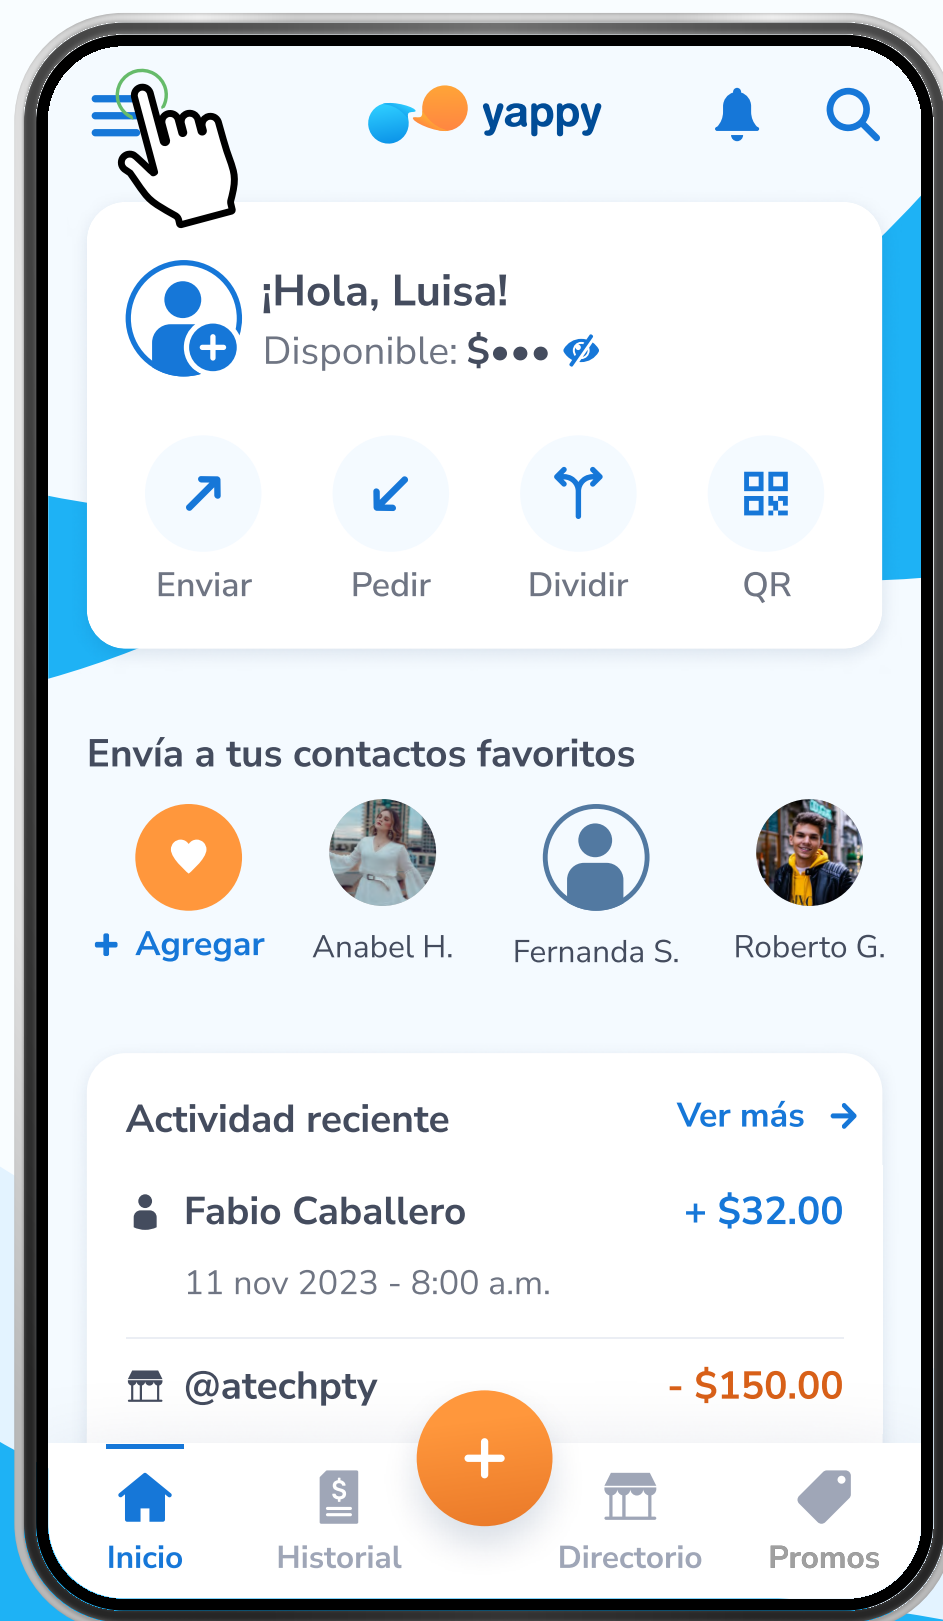 yappy
¡Hola, Luisa!
Disponible: $•••
Enviar Pedir Dividir QR
Envía a tus contactos favoritos
+ Agregar Anabel H. Fernanda S. Roberto G.
Actividad reciente Ver más →
Fabio Caballero + $32.00
11 nov 2023 - 8:00 a.m.
@atechpty - $150.00
Inicio Historial Directorio Promos